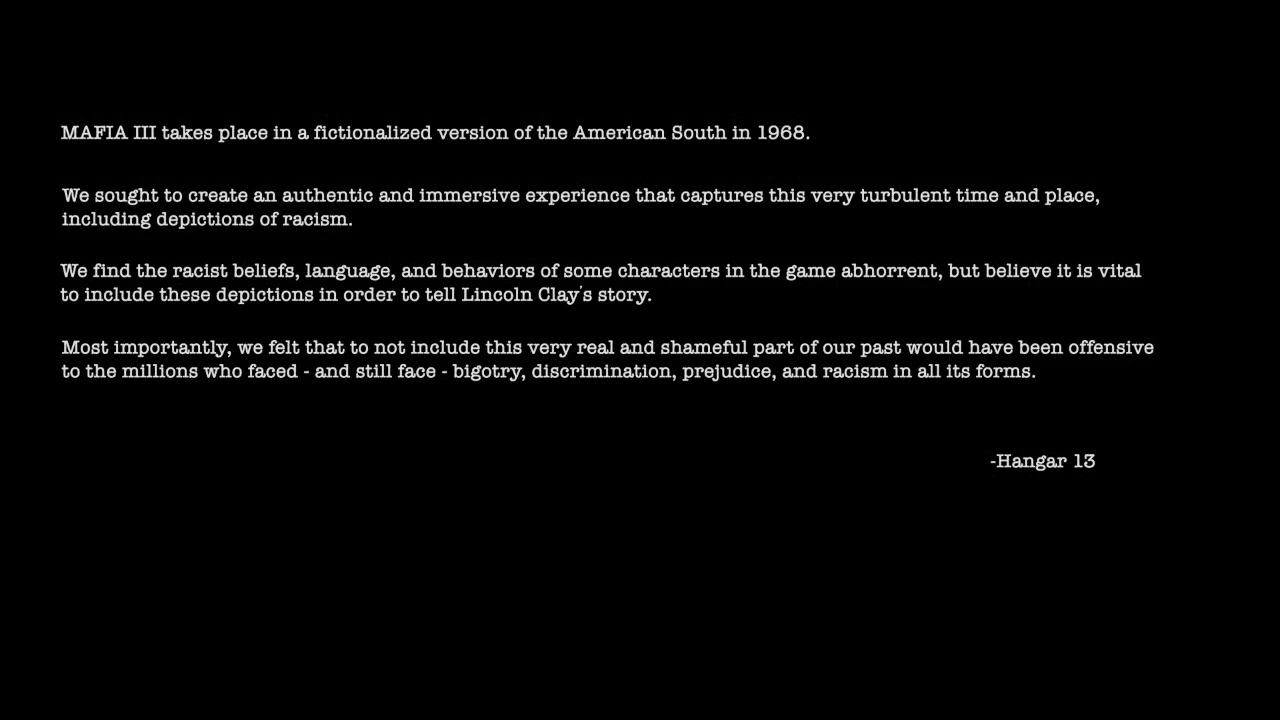 MAFIA III takes place in a fictionalized version of the American South in 1968.
We sought to create an authentic and immersive experience that captures this very turbulent time and place,
including depictions of racism.
We find the racist beliefs, language, and behaviors of some characters in the game abhorrent, but believe it is vital
to include these depictions in order to tell Lincoln Clay's story.
Most importantly, we felt that to not include this very real and shameful part of our past would have been offensive
to the millions who faced - and still face - bigotry, discrimination, prejudice, and racism in all its forms.
-Hangar 13